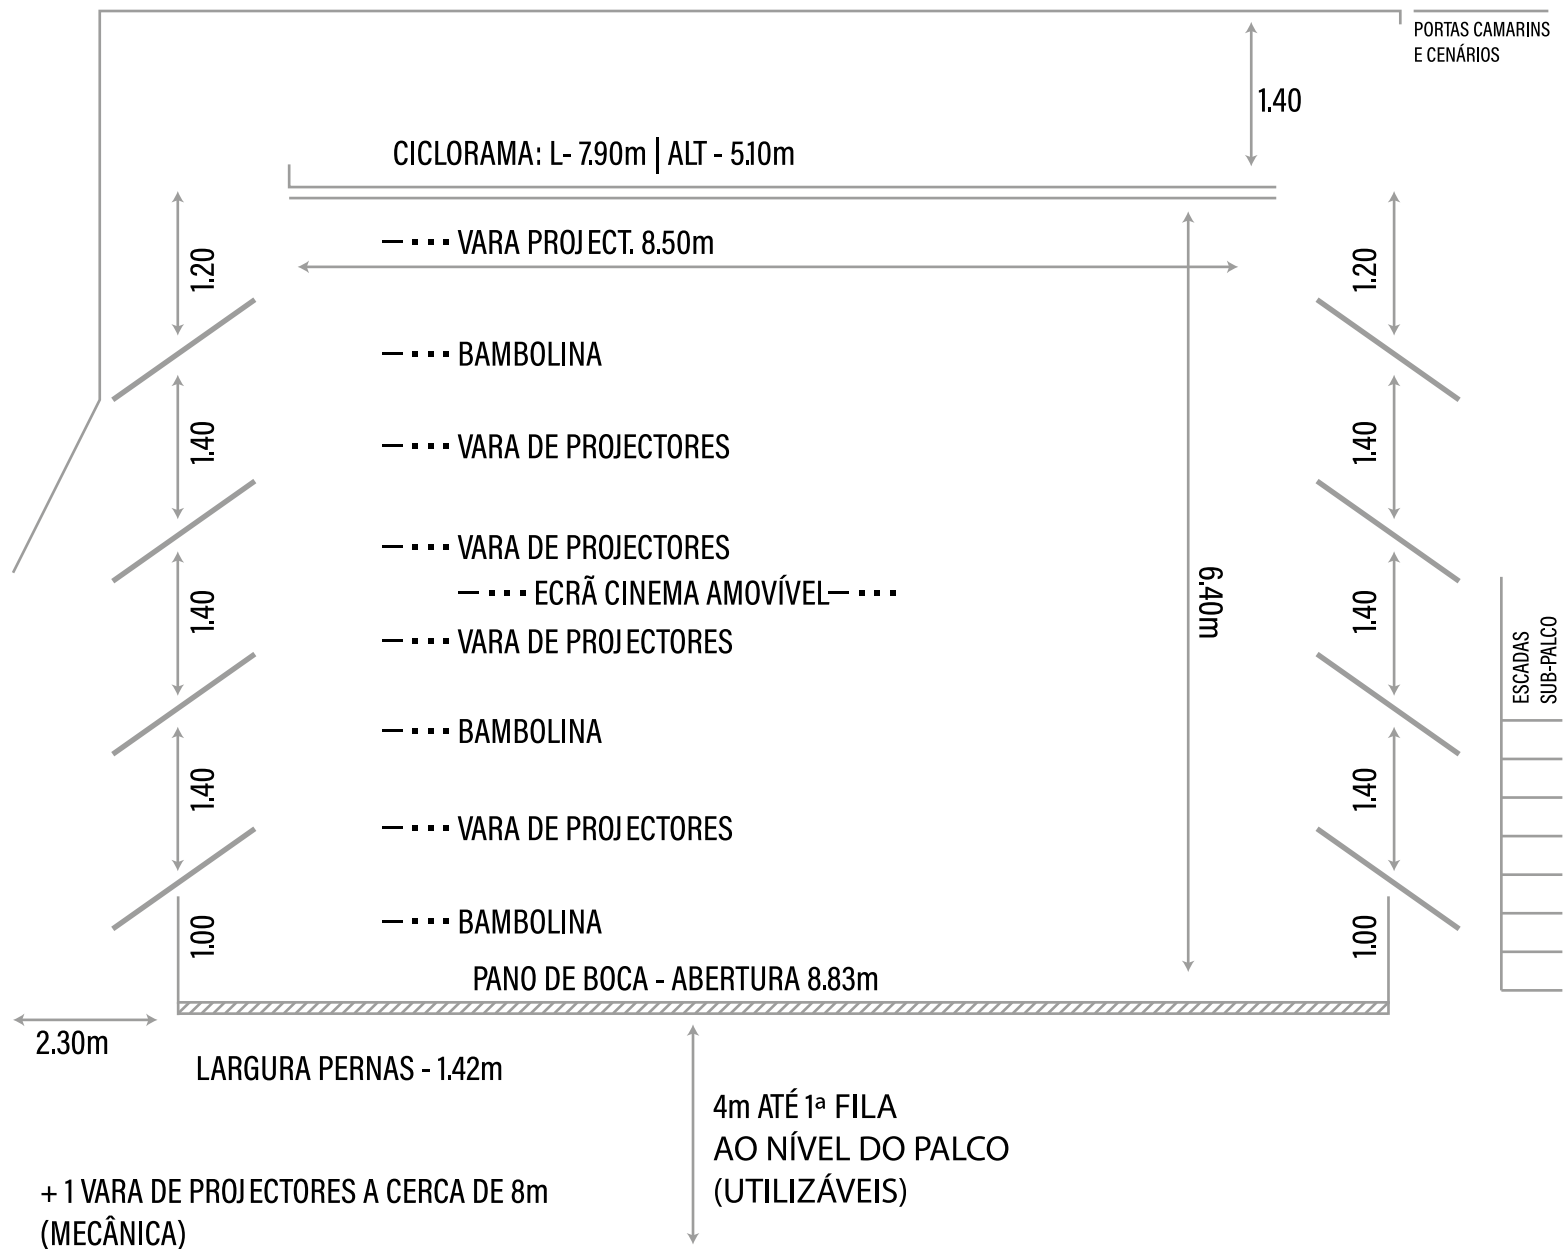 PORTAS CAMARINS
E CENÁRIOS
1.40
CICLORAMA: L- 7.90m | ALT - 5.10m
VARA PROJECT. 8.50m
1.20
1.20
BAMBOLINA
1.40
VARA DE PROJECTORES
1.40
VARA DE PROJECTORES
ECRÃ CINEMA AMOVÍVEL
1.40
6.40m
1.40
VARA DE PROJECTORES
ESCADAS
SUB-PALCO
BAMBOLINA
1.40
1.40
VARA DE PROJECTORES
BAMBOLINA
1.00
1.00
PANO DE BOCA - ABERTURA 8.83m
2.30m
LARGURA PERNAS - 1.42m
4m ATÉ 1ª FILA
AO NÍVEL DO PALCO
(UTILIZÁVEIS)
+ 1 VARA DE PROJECTORES A CERCA DE 8m
(MECÂNICA)